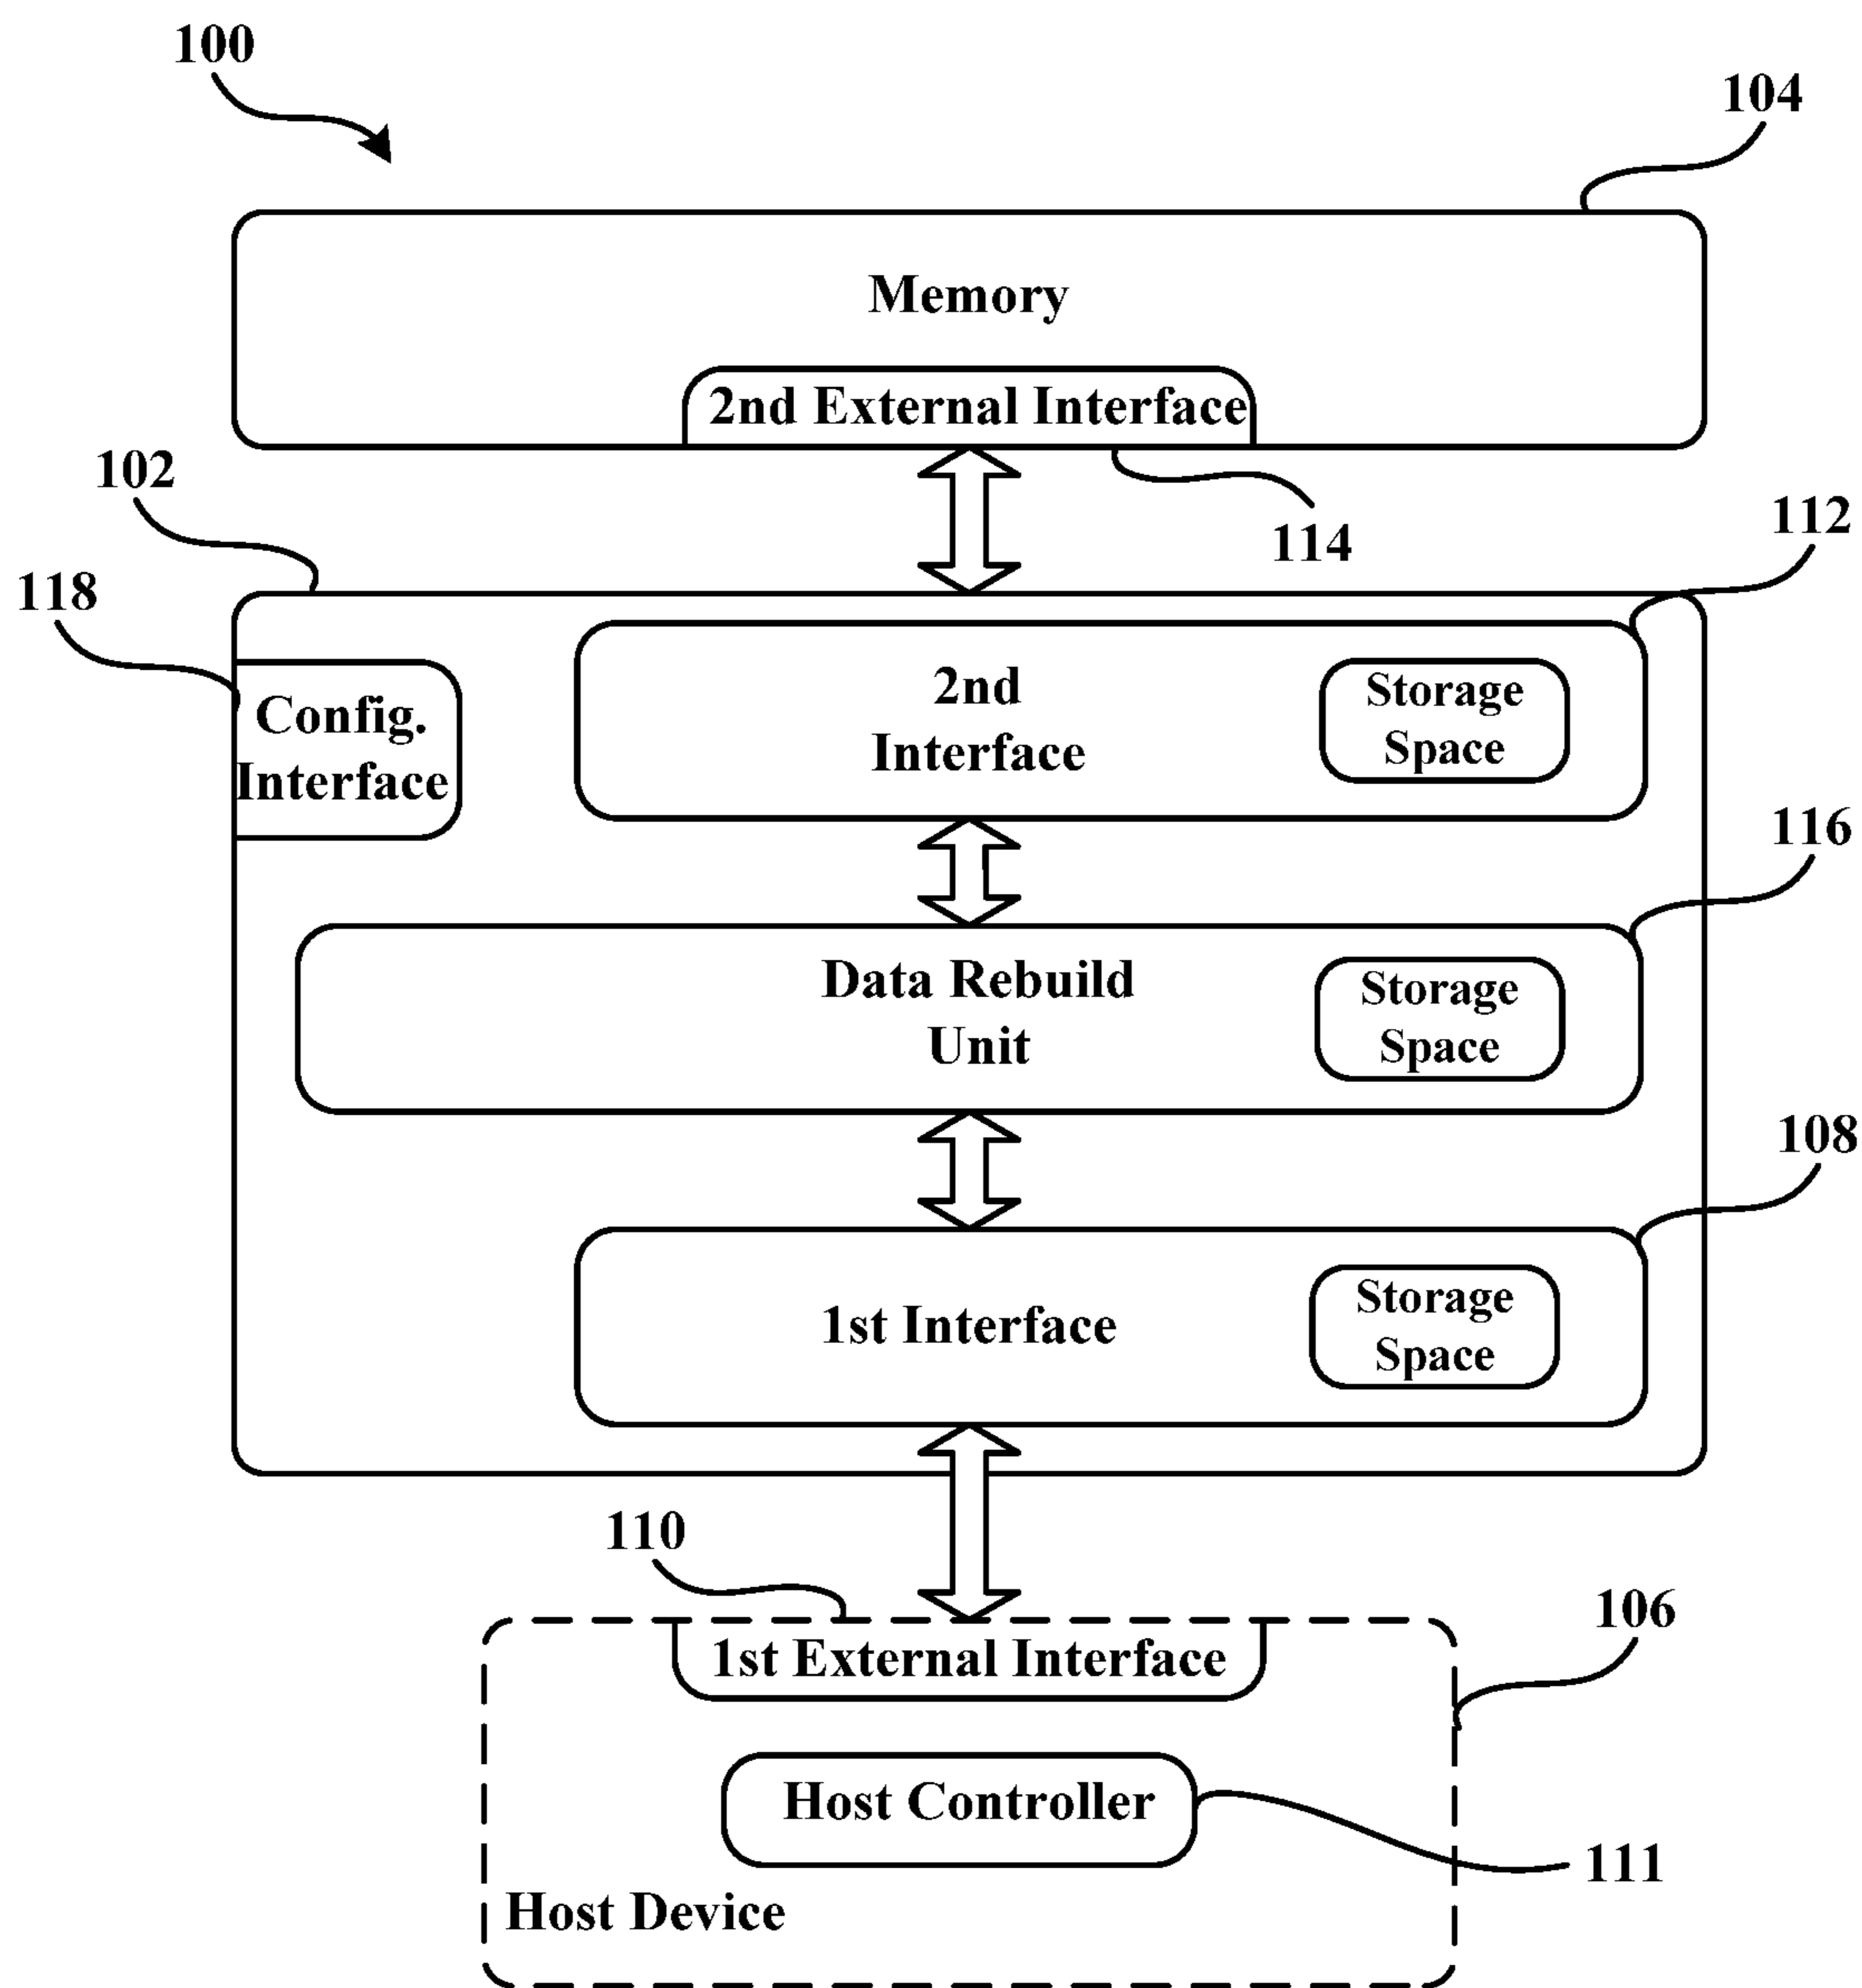 100
104
Memory
2nd External Interface
102
114
112
118
Config.
Interface
2nd
Interface
Storage
Space
116
Data Rebuild
Unit
Storage
Space
108
1st Interface
Storage
Space
110
106
1st External Interface
Host Controller
111
Host Device